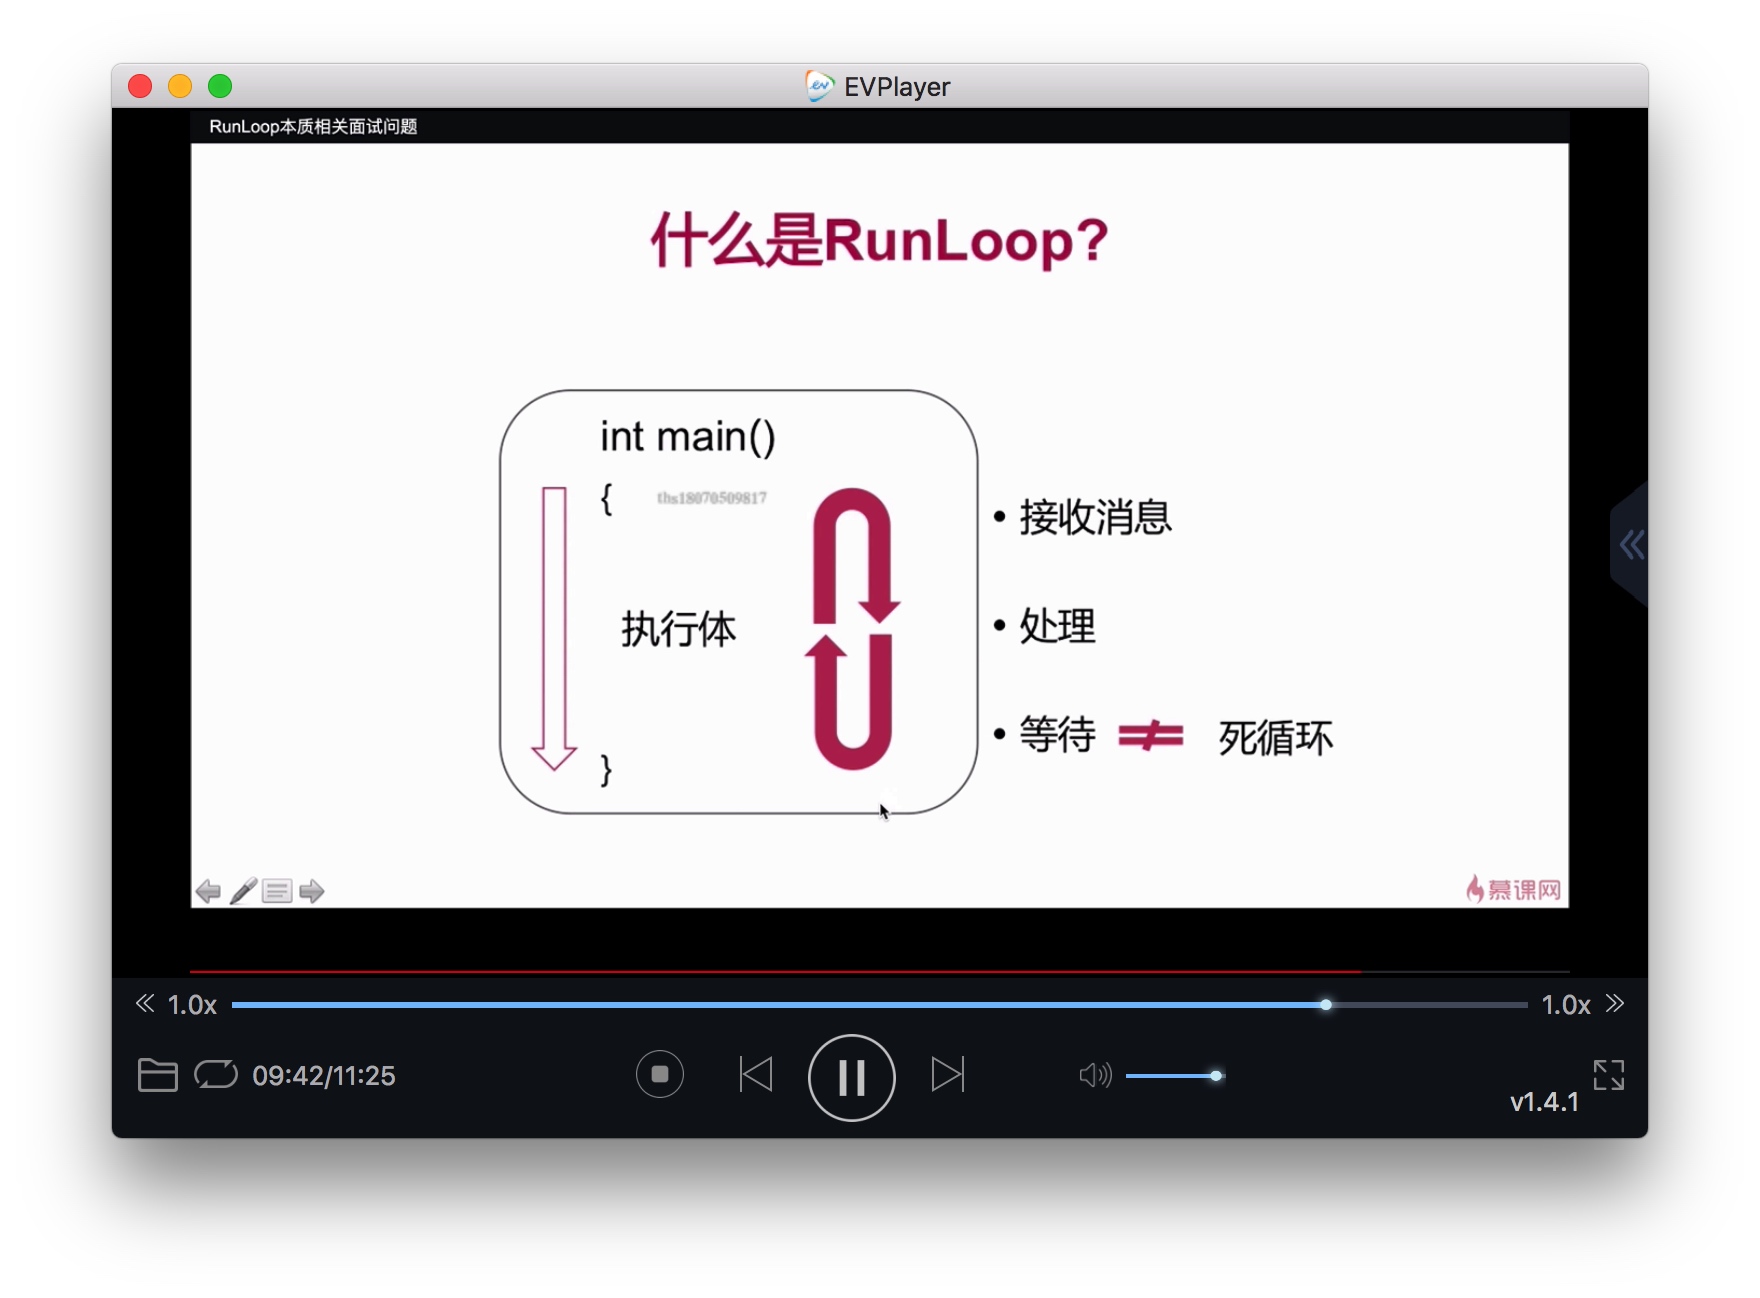 EVPlayer
RunLoop本质相关面试问题
什么是RunLoop?
int main()
{
ths18070509817
执行体
}
• 接收消息
• 处理
• 等待 ≠ 死循环
慕课网
1.0x
1.0x
09:42/11:25
v1.4.1